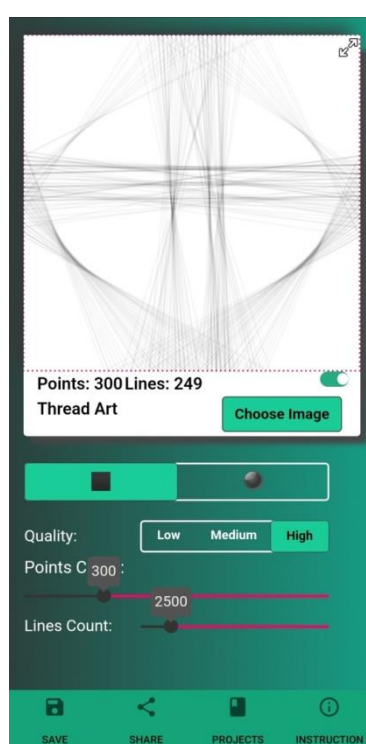 Points: 300 Lines: 249
Thread Art
Choose Image
Quality:
Low
Medium
High
Points C 300 :
2500
Lines Count:
SAVE
SHARE
PROJECTS
INSTRUCTION